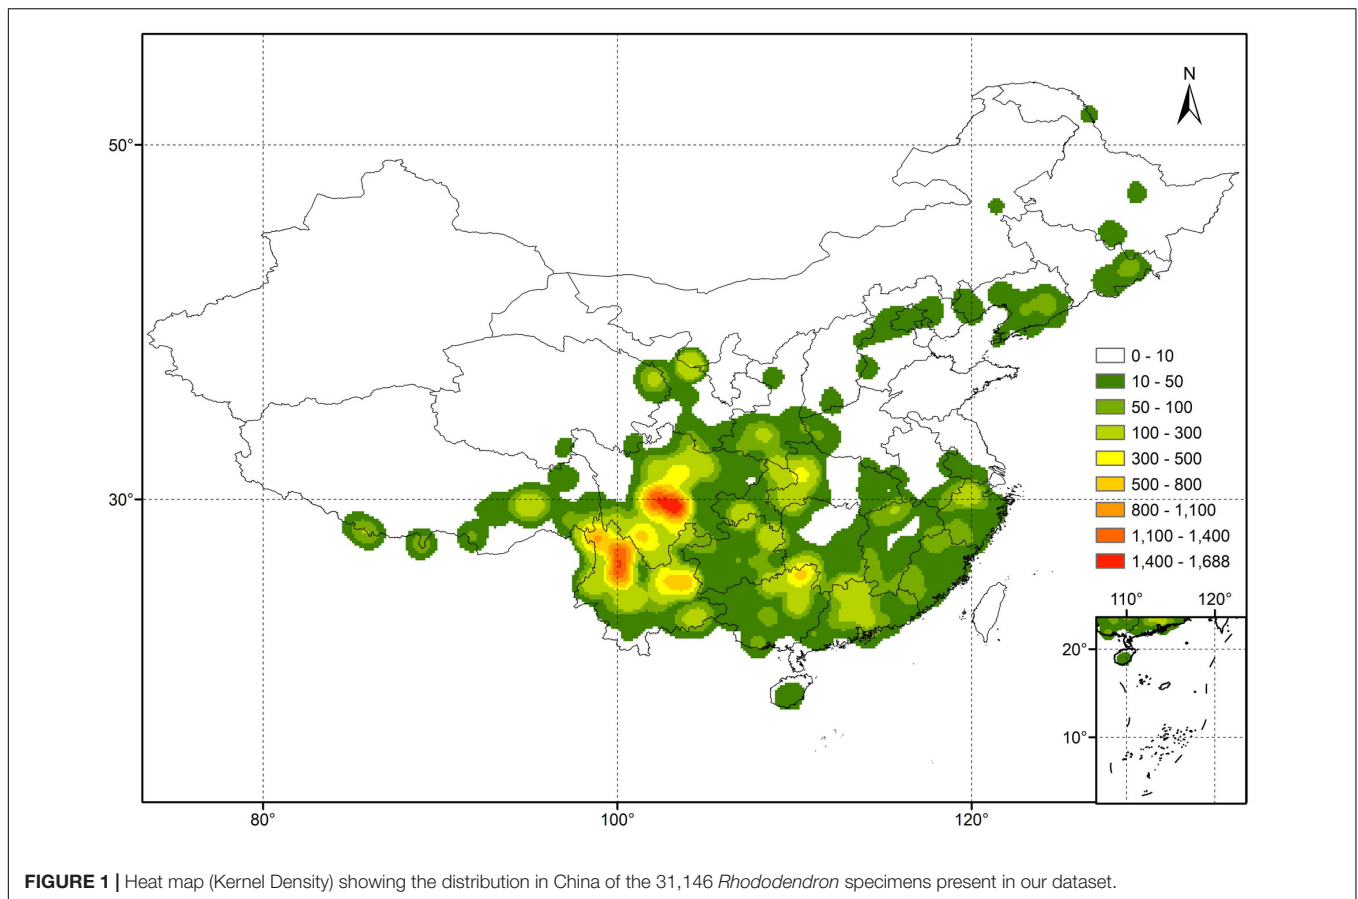 N
50°
30°
80°
100°
120°
0 - 10
10 - 50
50 - 100
100 - 300
300 - 500
500 - 800
800 - 1,100
1,100 - 1,400
1,400 - 1,688
110°
120°
20°
10°
FIGURE 1 | Heat map (Kernel Density) showing the distribution in China of the 31,146 Rhododendron specimens present in our dataset.